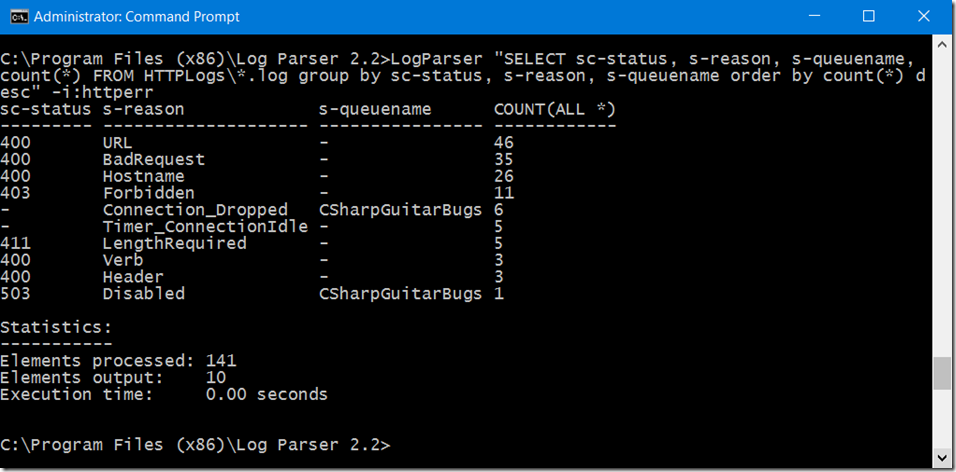 Administrator: Command Prompt
C:\Program Files (x86)\Log Parser 2.2>LogParser "SELECT sc-status, s-reason, s-queuename,
count(*) FROM HTTPLogs\*.log group by sc-status, s-reason, s-queuename order by count(*) d
esc" -i:httperr
sc-status s-reason             s-queuename      COUNT(ALL *)
--------- -------------------- ---------------- ------------
400       URL                  -                46
400       BadRequest           -                35
400       Hostname             -                26
403       Forbidden            -                11
-         Connection_Dropped   CSharpGuitarBugs 6
-         Timer_ConnectionIdle -                5
411       LengthRequired       -                5
400       Verb                 -                3
400       Header               -                3
503       Disabled             CSharpGuitarBugs 1
Statistics:
-----------
Elements processed: 141
Elements output:    10
Execution time:     0.00 seconds
C:\Program Files (x86)\Log Parser 2.2>